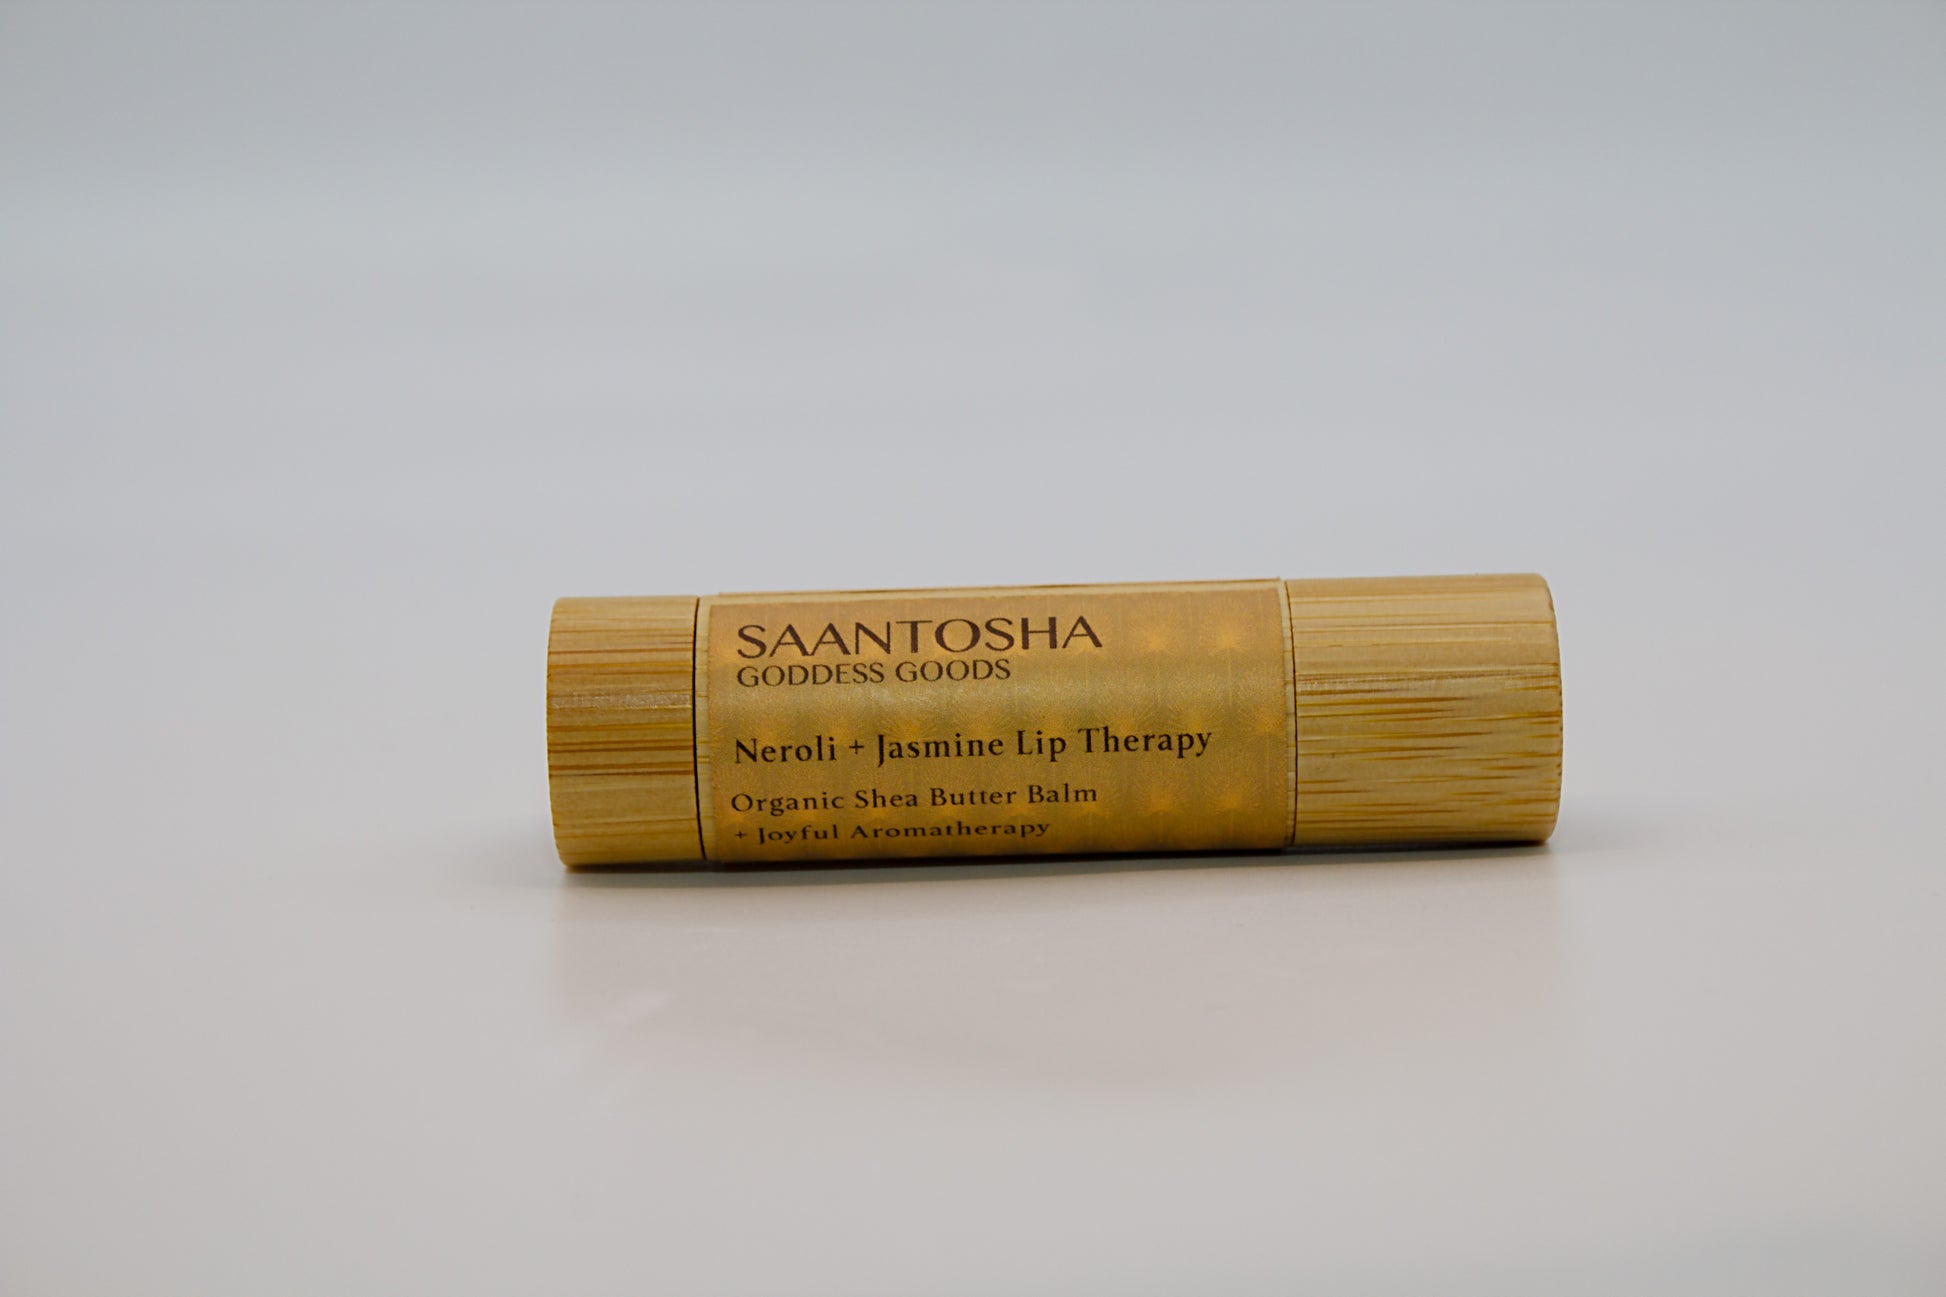 SAANTOSHA
GODDESS GOODS
Neroli + Jasmine Lip Therapy
Organic Shea Butter Balm
+ Joyful Aromatherapy